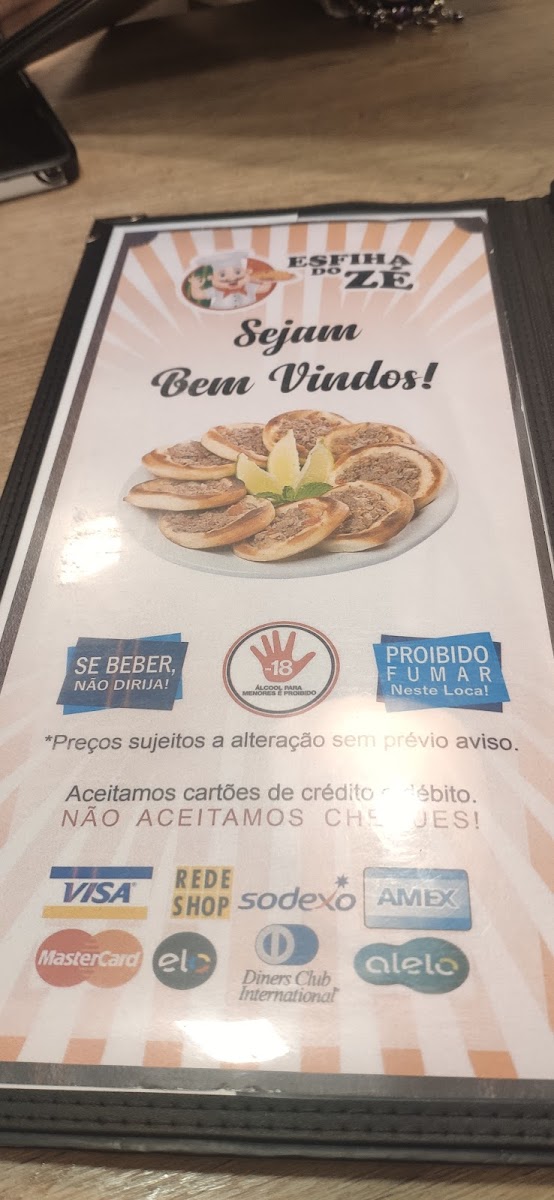 ESFIHA
DO ZÉ
Sejam
Bem Vindos!
SE BEBER,
NÃO DIRIJA!
-18
ÁLCOOL PARA
MENORES É PROIBIDO
PROIBIDO
FUMAR
Neste Local!
*Preços sujeitos a alteração sem prévio aviso.
Aceitamos cartões de crédito e débito.
NÃO ACEITAMOS CHEQUES!
VISA
REDE
SHOP
sodexo
AMEX
MasterCard
elo
Diners Club
International
alelo